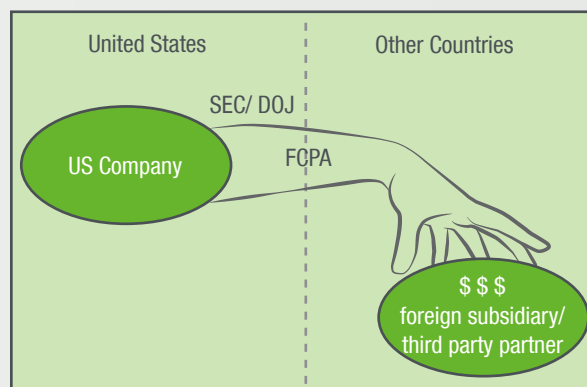 United States
Other Countries
SEC/ DOJ
US Company
FCPA
$ $ $
foreign subsidiary/
third party partner